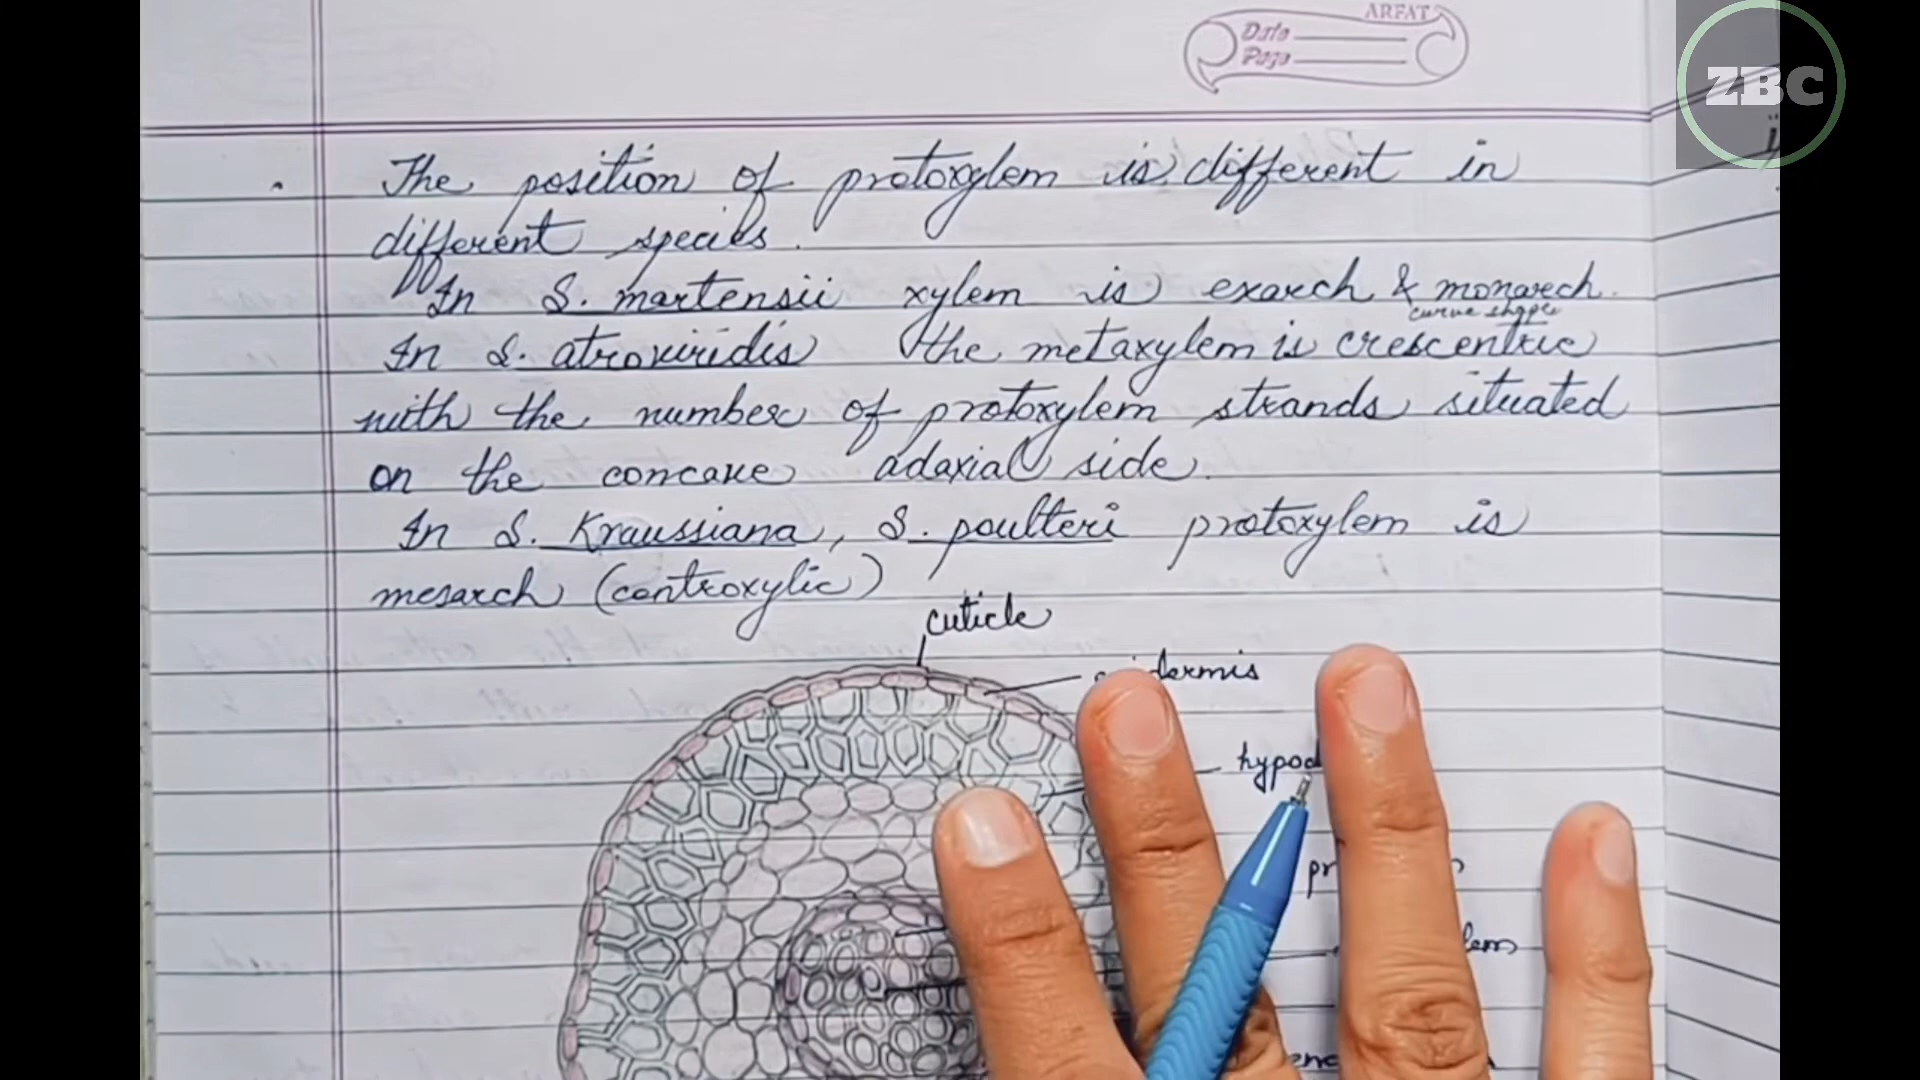 ARFAT
Date
Page
ZBC
The position of protoxylem is different in
different species.
In S. martensii xylem is exarch & monarch.
curve shape
In S. atroviridis the metaxylem is crescentric
with the number of protoxylem strands situated
on the concave adaxial side.
In S. Kraussiana, S. poulteri protoxylem is
mesarch (centroxylic)
cuticle